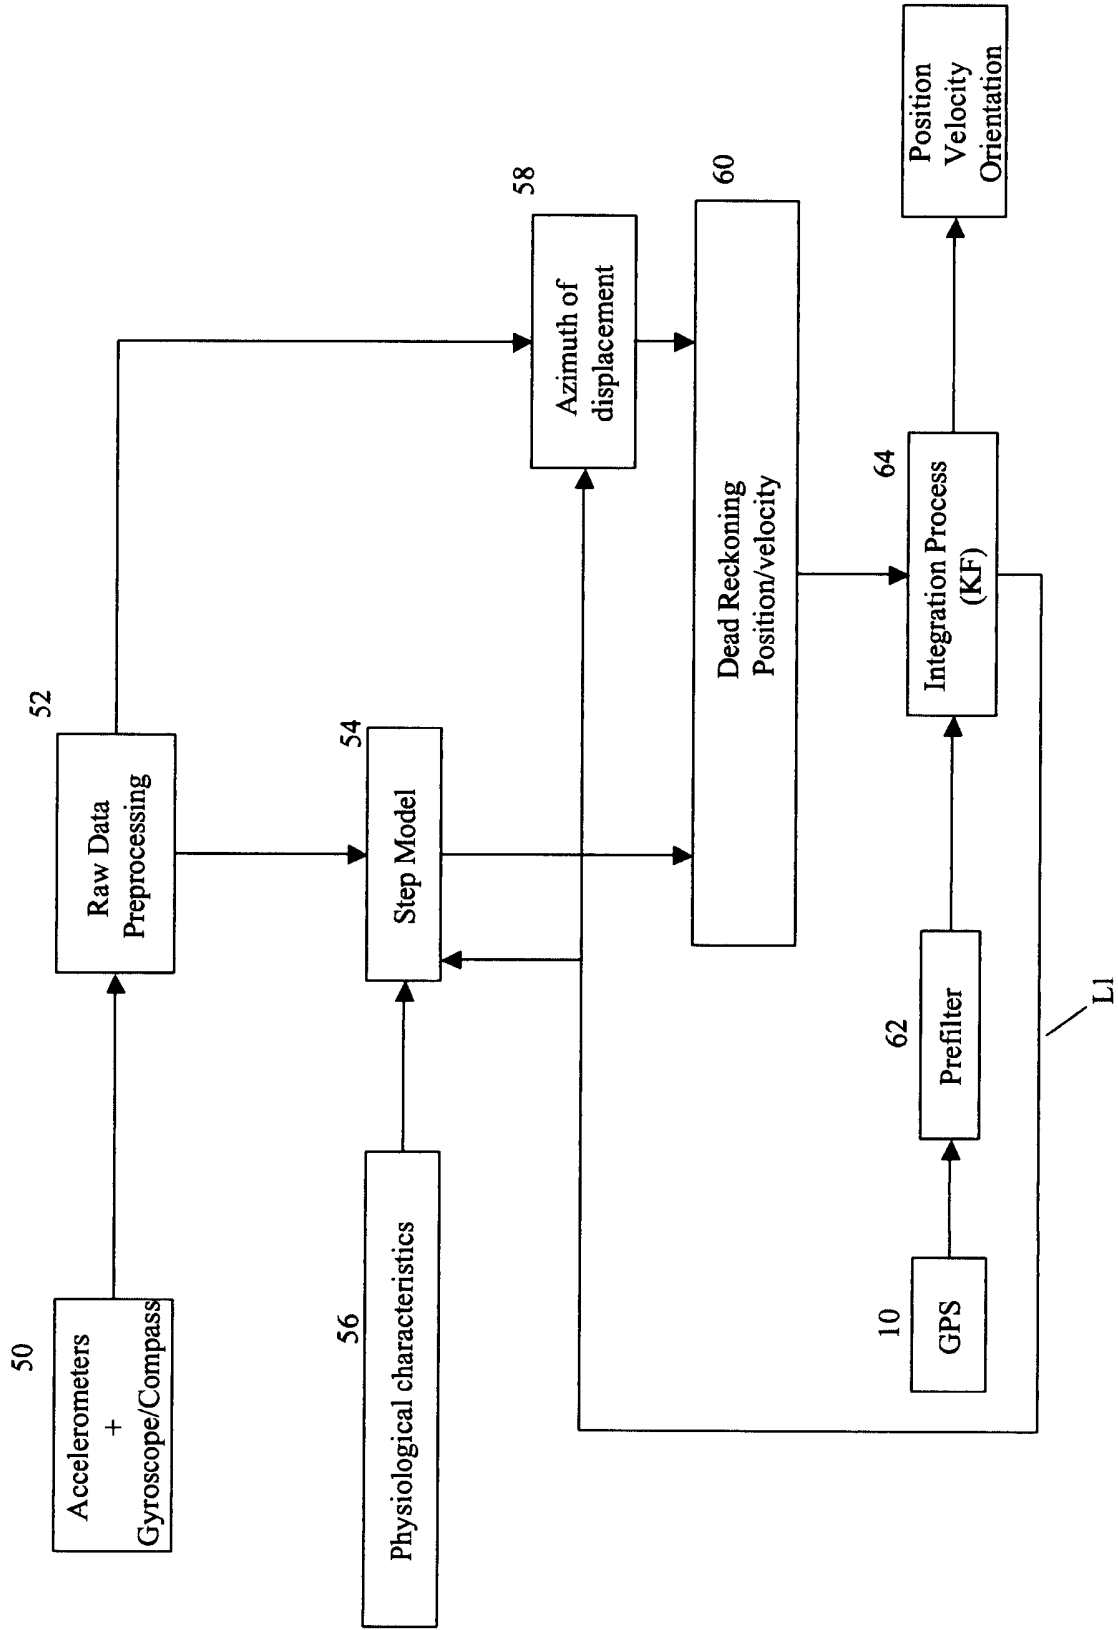 50
Accelerometers
+
Gyroscope/Compass
52
Raw Data
Preprocessing
56
Physiological characteristics
54
Step Model
58
Azimuth of
displacement
60
Dead Reckoning
Position/velocity
10
GPS
62
Prefilter
64
Integration Process
(KF)
Position
Velocity
Orientation
L1